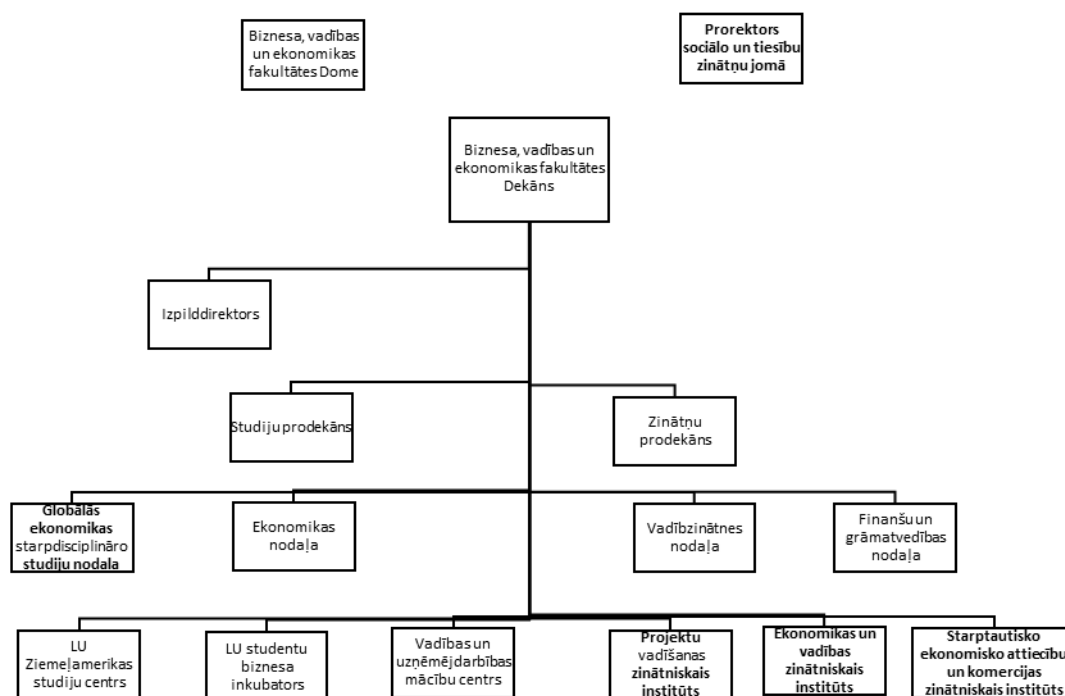 Biznesa, vadības
un ekonomikas
fakultātes Dome
Prorektors
sociālo un tiesību
zinātņu jomā
Biznesa, vadības un
ekonomikas fakultātes
Dekāns
Izpilddirektors
Studiju prodekāns
Zinātņu
prodekāns
Globālās
ekonomikas
starpdisciplināro
studiju nodala
Ekonomikas
nodaļa
Vadībzinātnes
nodaļa
Finanšu un
grāmatvedības
nodaļa
LU
Ziemeļamerikas
studiju centrs
LU studentu
biznesa
inkubators
Vadības un
uzņēmējdarbības
mācību centrs
Projektu
vadīšanas
zinātniskais
institūts
Ekonomikas un
vadības
zinātniskais
institūts
Starptautisko
ekonomisko attiecību
un komercijas
zinātniskais institūts